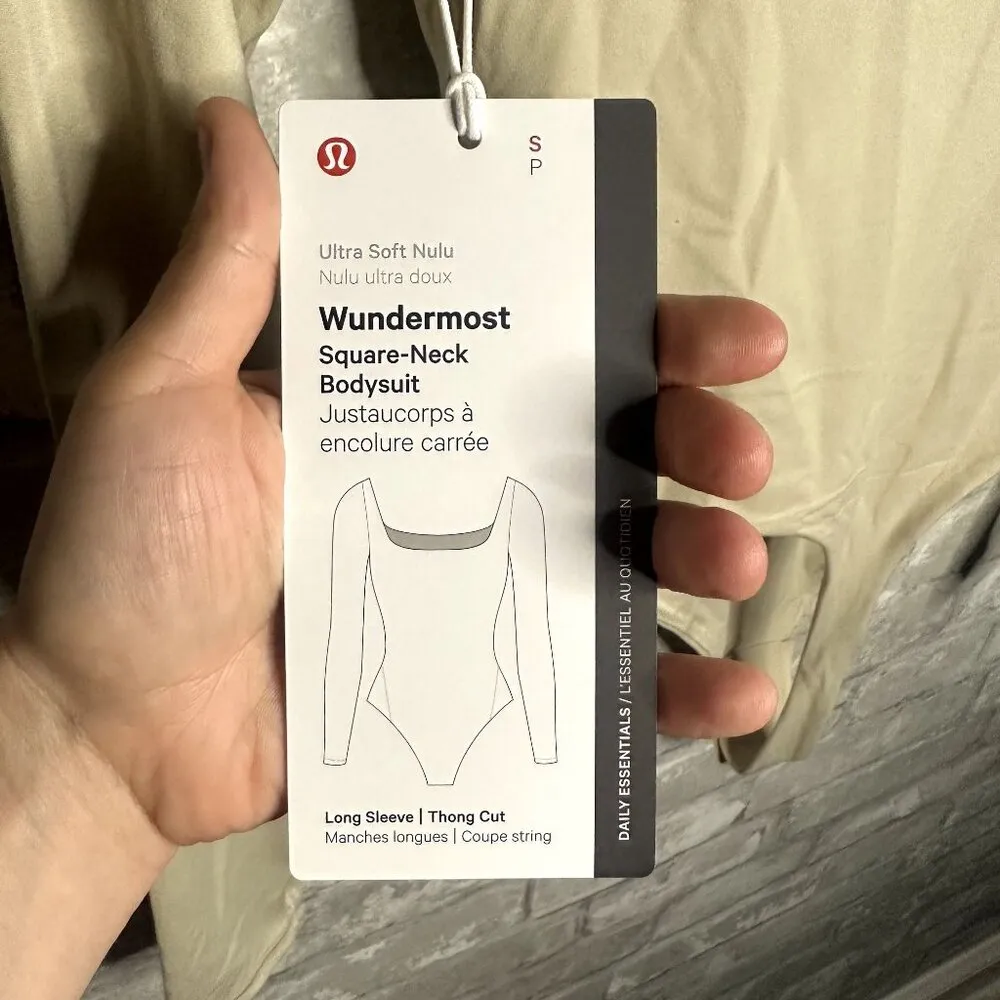 S
P
Ultra Soft Nulu
Nulu ultra doux
Wundermost
Square-Neck
Bodysuit
Justaucorps à
encolure carrée
Long Sleeve | Thong Cut
Manches longues | Coupe string
DAILY ESSENTIALS / L'ESSENTIEL AU QUOTIDIEN